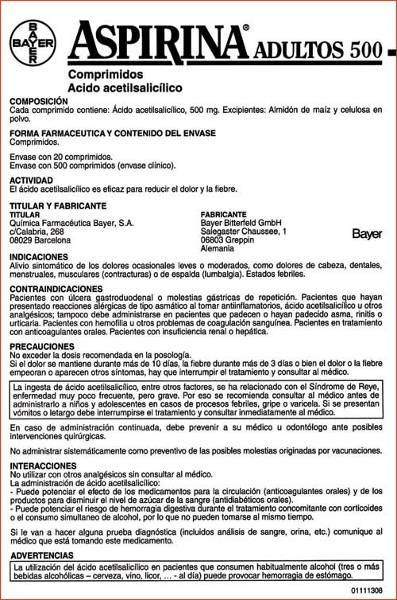 BAYER
BAYER
ASPIRINA® ADULTOS 500
Comprimidos
Acido acetilsalicílico
COMPOSICIÓN
Cada comprimido contiene: Ácido acetilsalicílico, 500 mg. Excipientes: Almidón de maíz y celulosa en
polvo.
FORMA FARMACEUTICA Y CONTENIDO DEL ENVASE
Comprimidos.
Envase con 20 comprimidos.
Envase con 500 comprimidos (envase clínico).
ACTIVIDAD
El ácido acetilsalicílico es eficaz para reducir el dolor y la fiebre.
TITULAR Y FABRICANTE
TITULAR FABRICANTE
Química Farmacéutica Bayer, S.A. Bayer Bitterfeld GmbH
c/Calabria, 268 Salegaster Chaussee, 1
08029 Barcelona 06803 Greppin
Alemania
Bayer
INDICACIONES
Alivio sintomático de los dolores ocasionales leves o moderados, como dolores de cabeza, dentales,
menstruales, musculares (contracturas) o de espalda (lumbalgia). Estados febriles.
CONTRAINDICACIONES
Pacientes con úlcera gastroduodenal o molestias gástricas de repetición. Pacientes que hayan
presentado reacciones alérgicas de tipo asmático al tomar antiinflamatorios, ácido acetilsalicílico u otros
analgésicos; tampoco debe administrarse en pacientes que padecen o hayan padecido asma, rinitis o
urticaria. Pacientes con hemofilia u otros problemas de coagulación sanguínea. Pacientes en tratamiento
con anticoagulantes orales. Pacientes con insuficiencia renal o hepática.
PRECAUCIONES
No exceder la dosis recomendada en la posología.
Si el dolor se mantiene durante más de 10 días, la fiebre durante más de 3 días o bien el dolor o la fiebre
empeoran o aparecen otros síntomas, hay que interrumpir el tratamiento y consultar al médico.
La ingesta de ácido acetilsalicílico, entre otros factores, se ha relacionado con el Síndrome de Reye,
enfermedad muy poco frecuente, pero grave. Por eso se recomienda consultar al médico antes de
administrarlo a niños y adolescentes en casos de procesos febriles, gripe o varicela. Si se presentan
vómitos o letargo debe interrumpirse el tratamiento y consultar inmediatamente al médico.
En caso de administración continuada, debe prevenir a su médico u odontólogo ante posibles
intervenciones quirúrgicas.
No administrar sistemáticamente como preventivo de las posibles molestias originadas por vacunaciones.
INTERACCIONES
No utilizar con otros analgésicos sin consultar al médico.
La administración de ácido acetilsalicílico:
- Puede potenciar el efecto de los medicamentos para la circulación (anticoagulantes orales) y de los
productos para disminuir el nivel de azúcar de la sangre (antidiabéticos orales).
- Puede potenciar el riesgo de hemorragia digestiva durante el tratamiento concomitante con corticoides
o el consumo simultaneo de alcohol, por lo que no pueden tomarse al mismo tiempo.
Si le van a hacer alguna prueba diagnóstica (incluidos análisis de sangre, orina, etc.) comunique al
médico que está tomando este medicamento.
ADVERTENCIAS
La utilización del ácido acetilsalicílico en pacientes que consumen habitualmente alcohol (tres o más
bebidas alcohólicas – cerveza, vino, licor, ... - al día) puede provocar hemorragia de estómago.
01111308